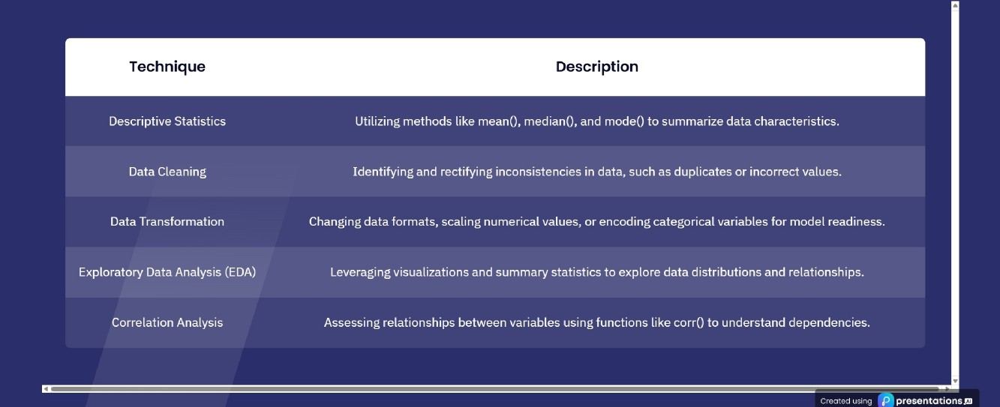 Technique Description
Descriptive Statistics Utilizing methods like mean(), median(), and mode() to summarize data characteristics.
Data Cleaning Identifying and rectifying inconsistencies in data, such as duplicates or incorrect values.
Data Transformation Changing data formats, scaling numerical values, or encoding categorical variables for model readiness.
Exploratory Data Analysis (EDA) Leveraging visualizations and summary statistics to explore data distributions and relationships.
Correlation Analysis Assessing relationships between variables using functions like corr() to understand dependencies.
Created using presentations.AI